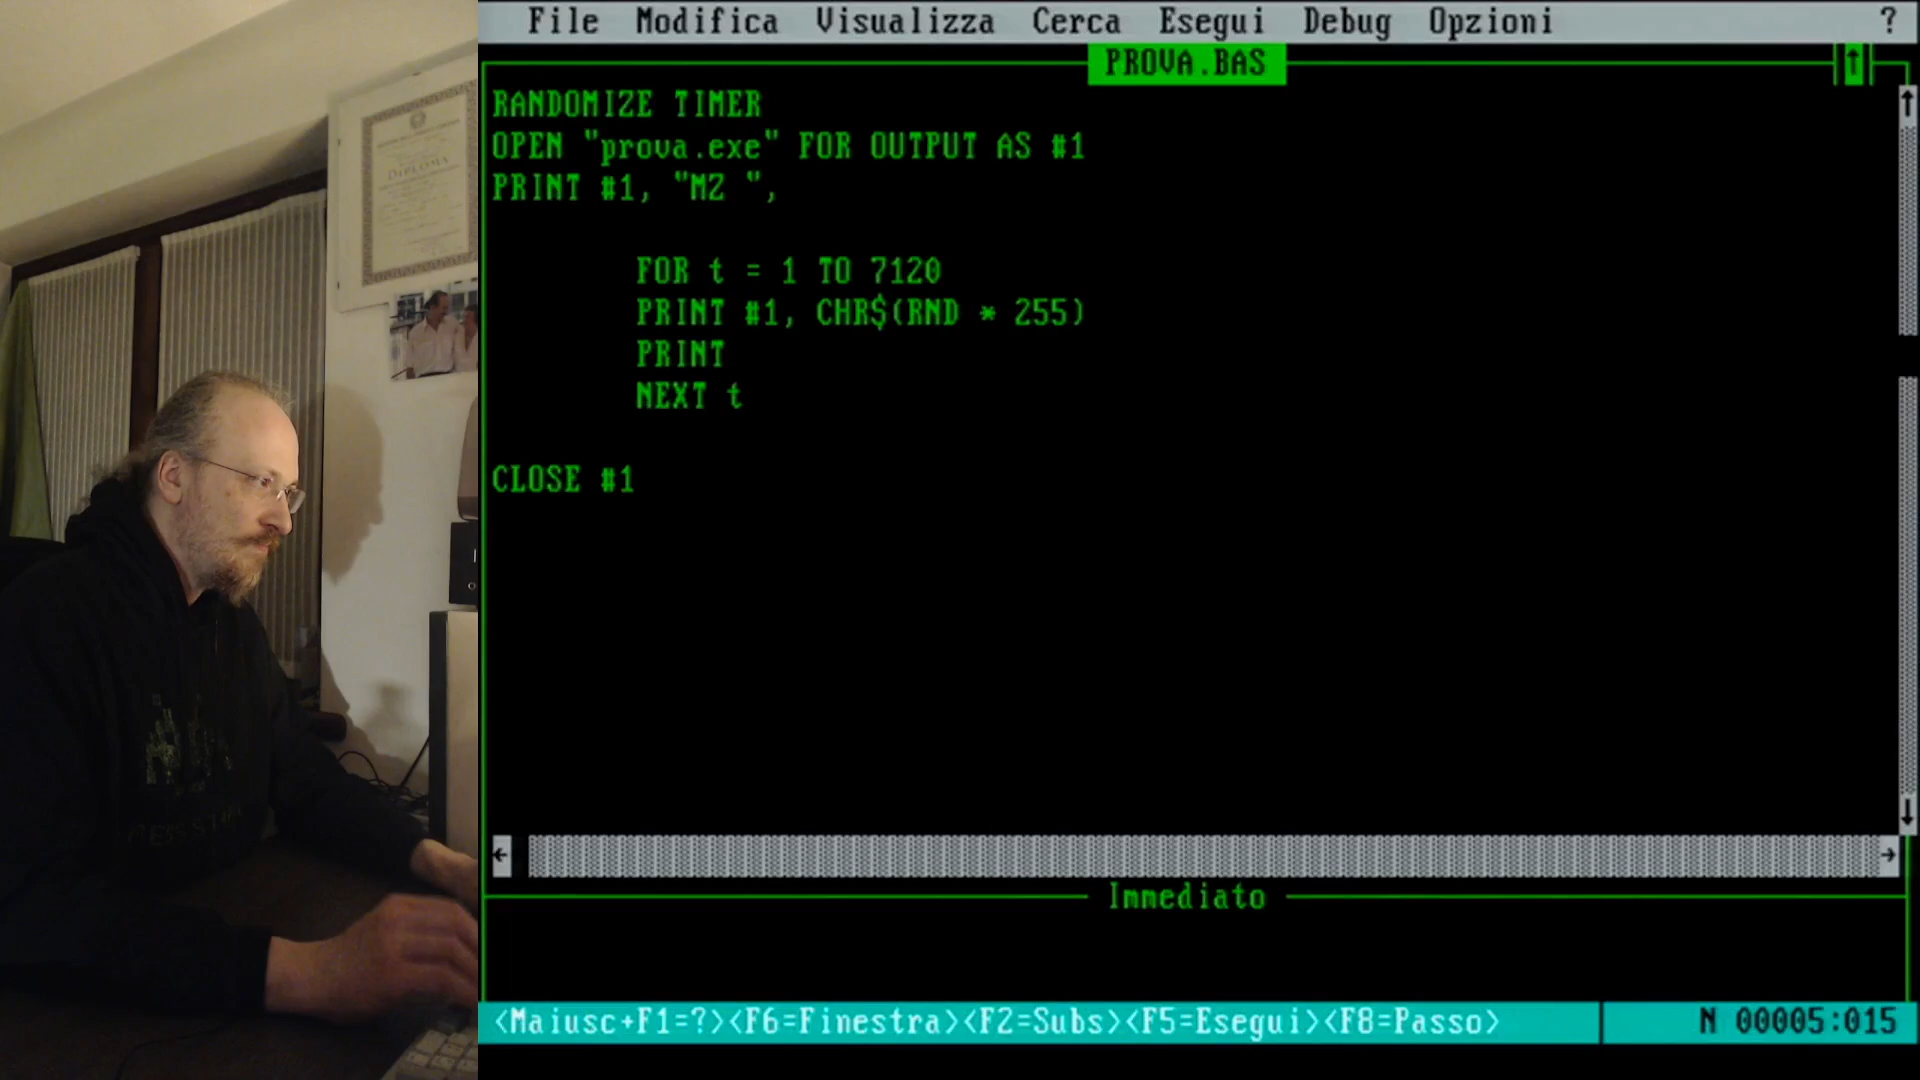 DIPLOMA
File Modifica Visualizza Cerca Esegui Debug Opzioni ?
PROVA.BAS
RANDOMIZE TIMER
OPEN "prova.exe" FOR OUTPUT AS #1
PRINT #1, "MZ ",
FOR t = 1 TO 7120
PRINT #1, CHR$(RND * 255)
PRINT
NEXT t
CLOSE #1
Immediato
<Maiusc+F1=?><F6=Finestra><F2=Subs><F5=Esegui><F8=Passo> N 00005:015